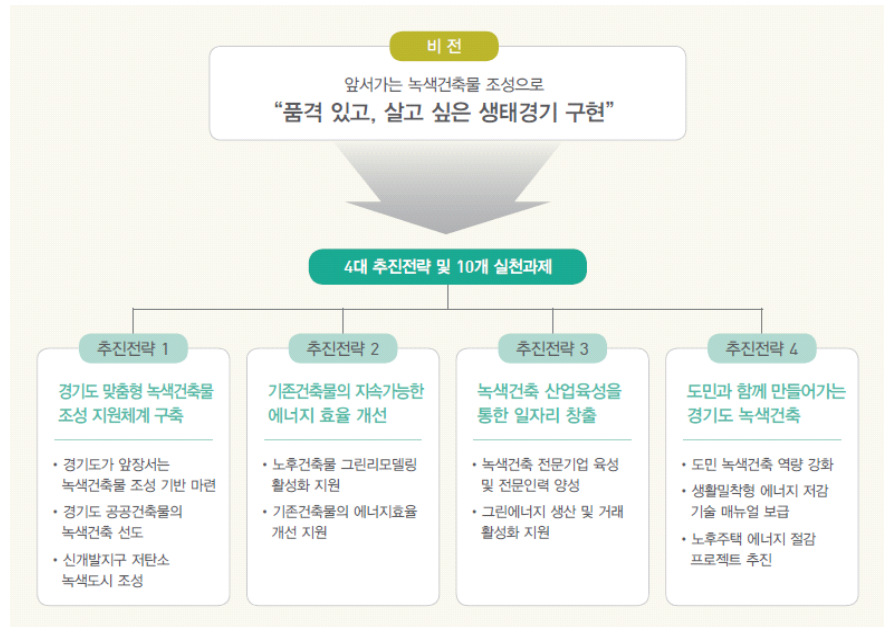 비 전
앞서가는 녹색건축물 조성으로
“품격 있고, 살고 싶은 생태경기 구현”
4대 추진전략 및 10개 실천과제
추진전략 1
경기도 맞춤형 녹색건축물
조성 지원체계 구축
• 경기도가 앞장서는
녹색건축물 조성 기반 마련
• 경기도 공공건축물의
녹색건축 선도
• 신개발지구 저탄소
녹색도시 조성
추진전략 2
기존건축물의 지속가능한
에너지 효율 개선
• 노후건축물 그린리모델링
활성화 지원
• 기존건축물의 에너지효율
개선 지원
추진전략 3
녹색건축 산업육성을
통한 일자리 창출
• 녹색건축 전문기업 육성
및 전문인력 양성
• 그린에너지 생산 및 거래
활성화 지원
추진전략 4
도민과 함께 만들어가는
경기도 녹색건축
• 도민 녹색건축 역량 강화
• 생활밀착형 에너지 저감
기술 매뉴얼 보급
• 노후주택 에너지 절감
프로젝트 추진